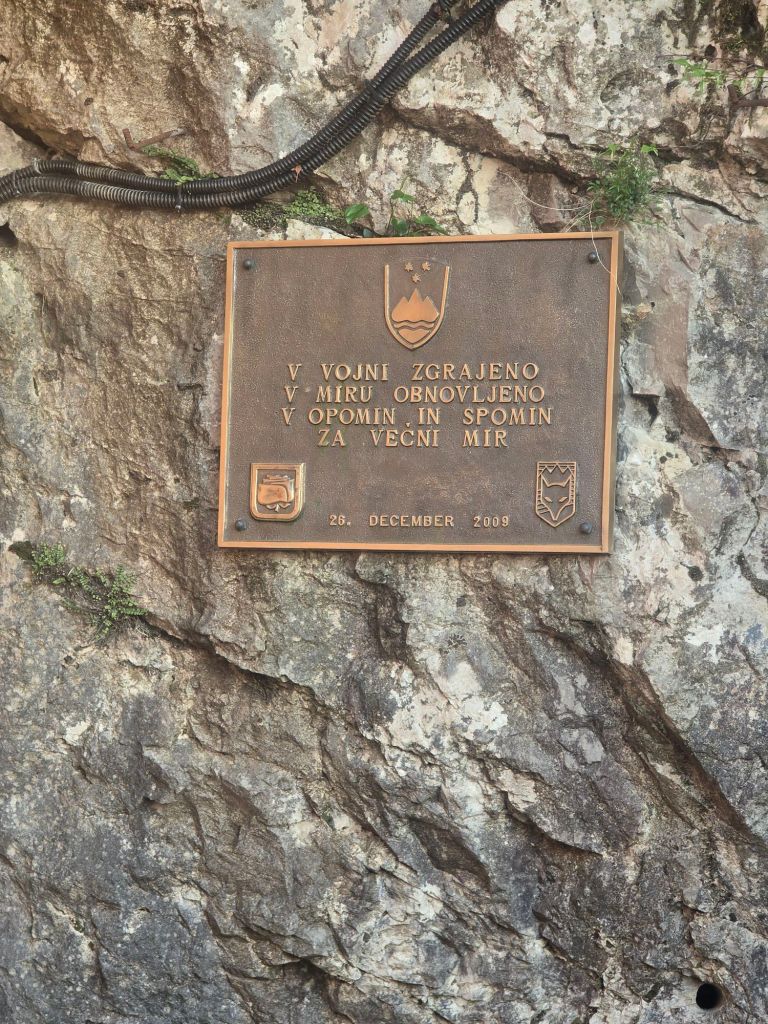 V VOJNI ZGRAJENO
V MIRU OBNOVLJENO
V OPOMIN IN SPOMIN
ZA VEČNI MIR
26. DECEMBER 2009